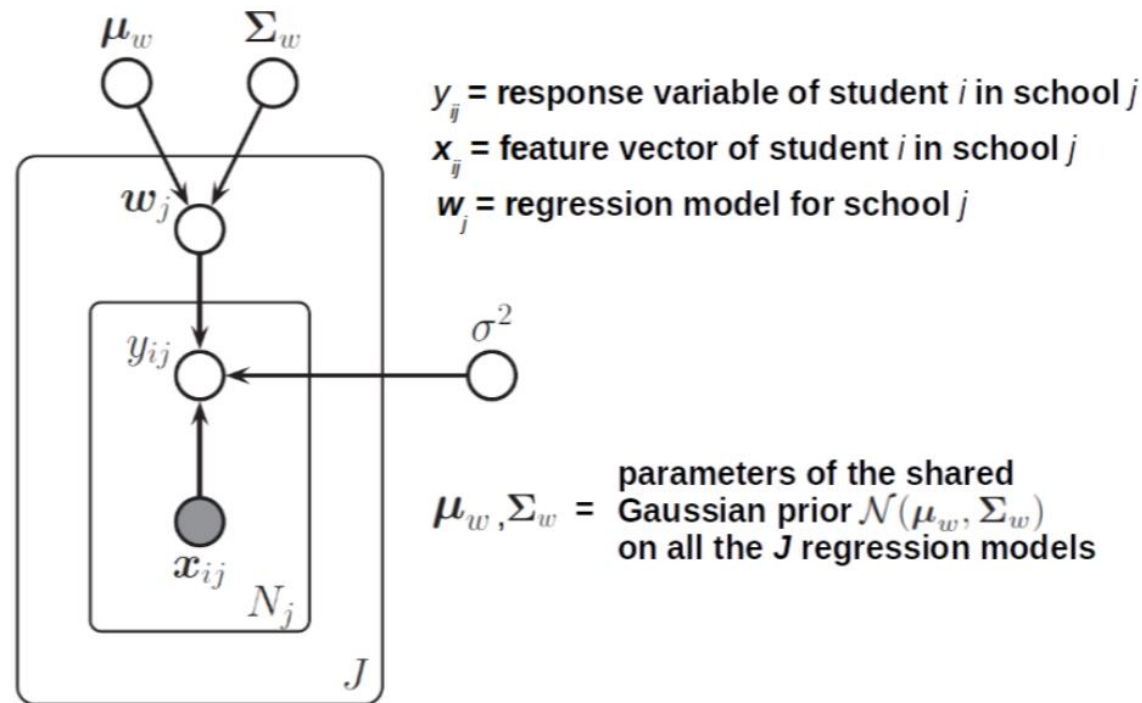 μ_w Σ_w
y_ij = response variable of student i in school j
x_ij = feature vector of student i in school j
w_j
w_j = regression model for school j
σ²
y_ij
parameters of the shared
μ_w, Σ_w = Gaussian prior 𝒩(μ_w, Σ_w)
on all the J regression models
x_ij
N_j
J